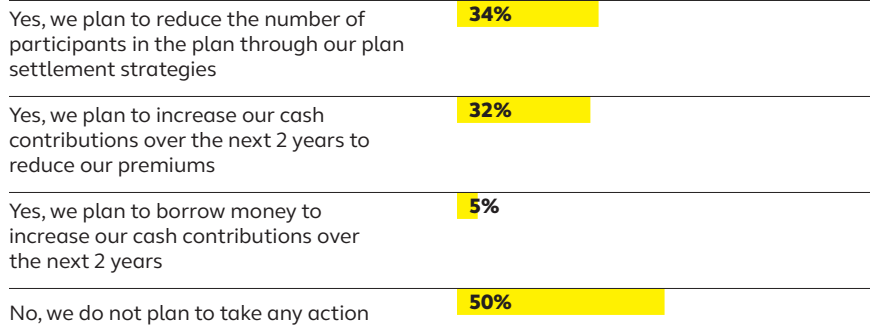 Yes, we plan to reduce the number of
participants in the plan through our plan
settlement strategies
34%
Yes, we plan to increase our cash
contributions over the next 2 years to
reduce our premiums
32%
Yes, we plan to borrow money to
increase our cash contributions over
the next 2 years
5%
No, we do not plan to take any action
50%